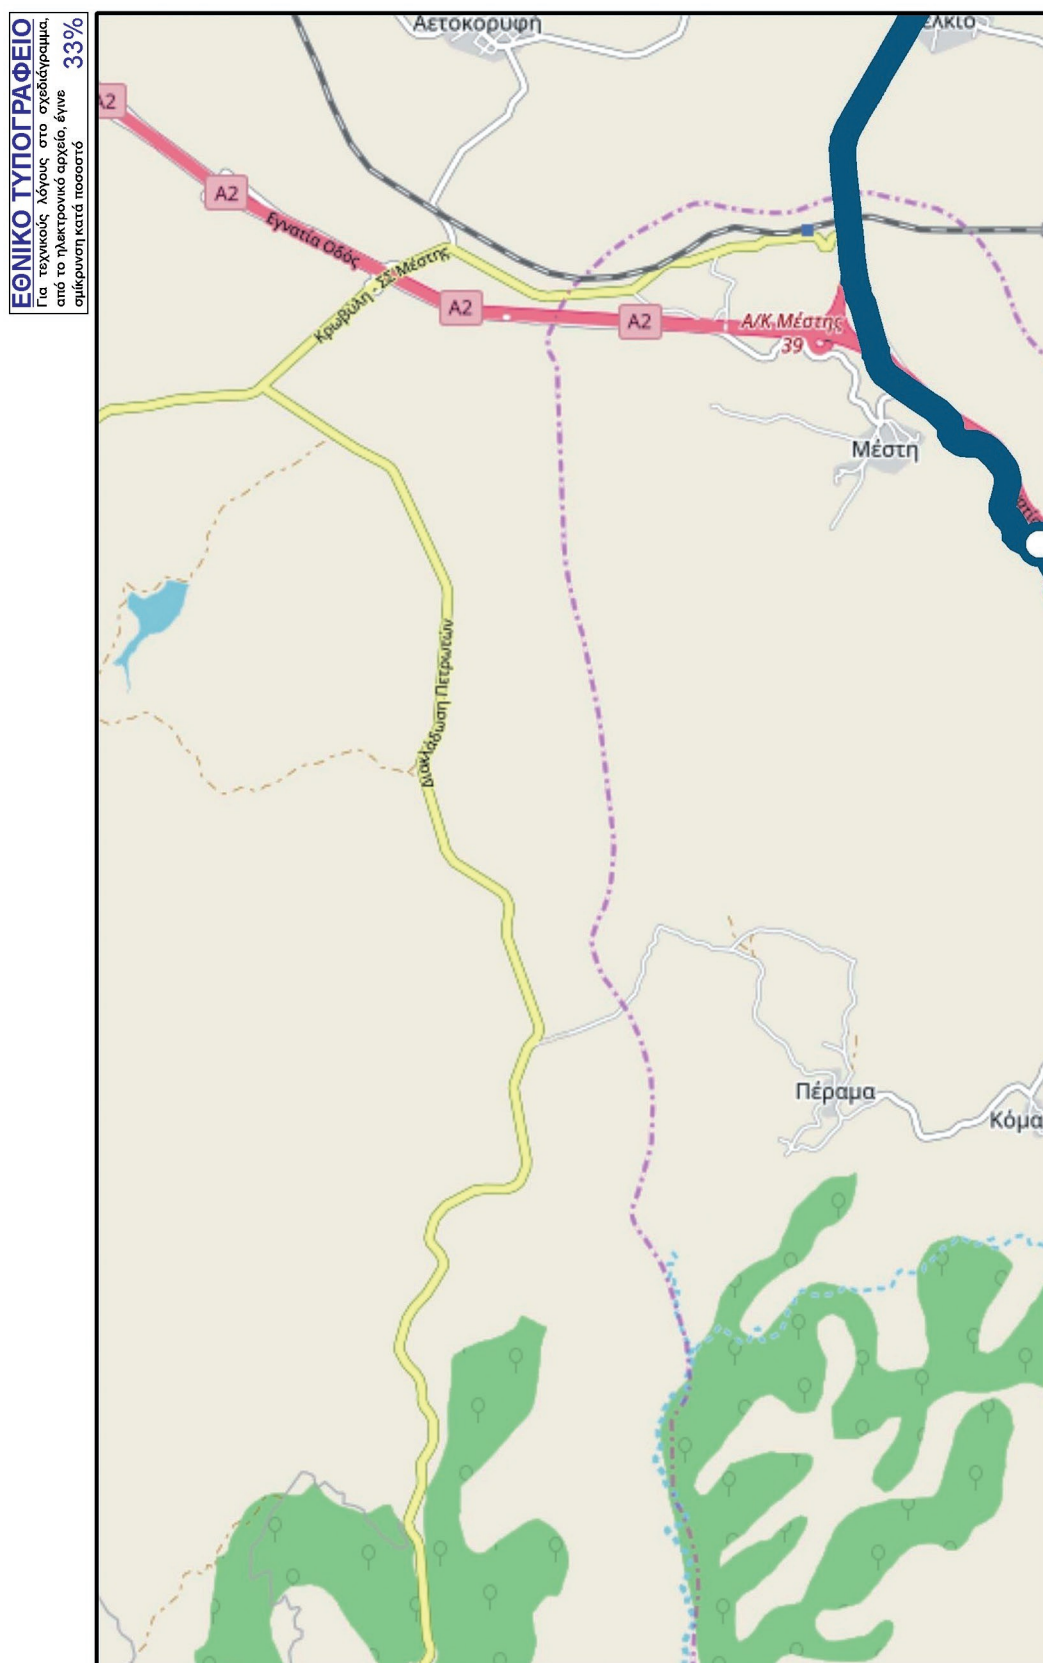 ΕΘΝΙΚΟ ΤΥΠΟΓΡΑΦΕΙΟ
Για τεχνικούς λόγους στο σχεδιάγραμμα,
από το ηλεκτρονικό αρχείο, έγινε
σμίκρυνση κατά ποσοστό
33%
Αετοκορυφή
A2
A2
Εγνατία Οδός
Κρωβύλη - ΣΣ Μέστης
A2
A2
Α/Κ Μέστης
39
Μέστη
Διακλάδωση Πετρωτών
Πέραμα
Κόμα